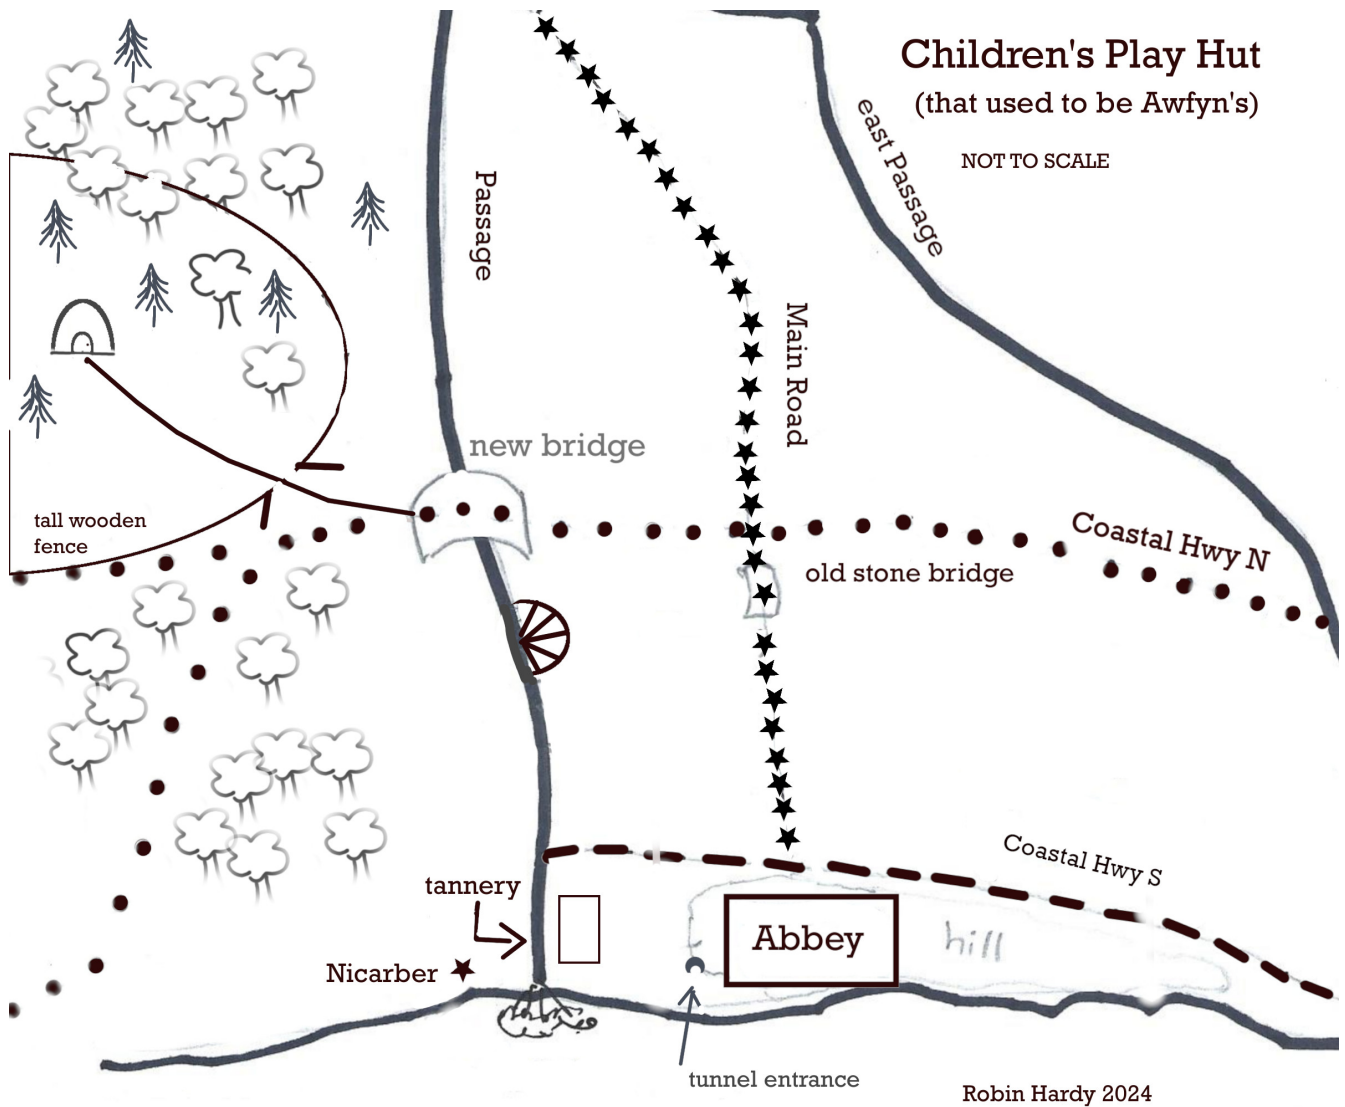 Children's Play Hut
(that used to be Awfyn's)
NOT TO SCALE
east Passage
Passage
Main Road
new bridge
tall wooden
fence
Coastal Hwy N
old stone bridge
Coastal Hwy S
tannery
Abbey
hill
Nicarber
tunnel entrance
Robin Hardy 2024